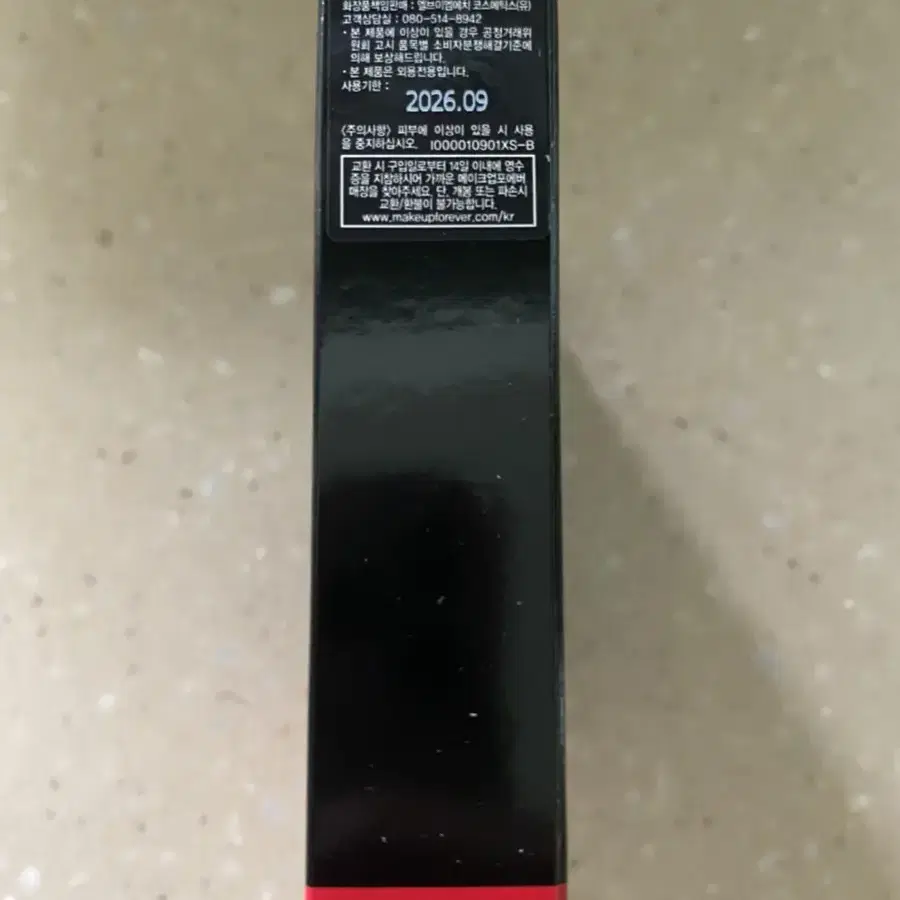 화장품책임판매 : 엘브이엠에치 코스메틱스(유)
고객상담실 : 080-514-8942
· 본 제품에 이상이 있을 경우 공정거래위
원회 고시 품목별 소비자분쟁해결기준에
의해 보상해드립니다.
· 본 제품은 외용전용입니다.
사용기한 :
2026.09
〈주의사항〉 피부에 이상이 있을 시 사용
을 중지하십시오. I000010901XS-B
교환 시 구입일로부터 14일 이내에 영수
증을 지참하시어 가까운 메이크업포에버
매장을 찾아주세요. 단, 개봉 또는 파손시
교환/환불이 불가능합니다.
www.makeupforever.com/kr